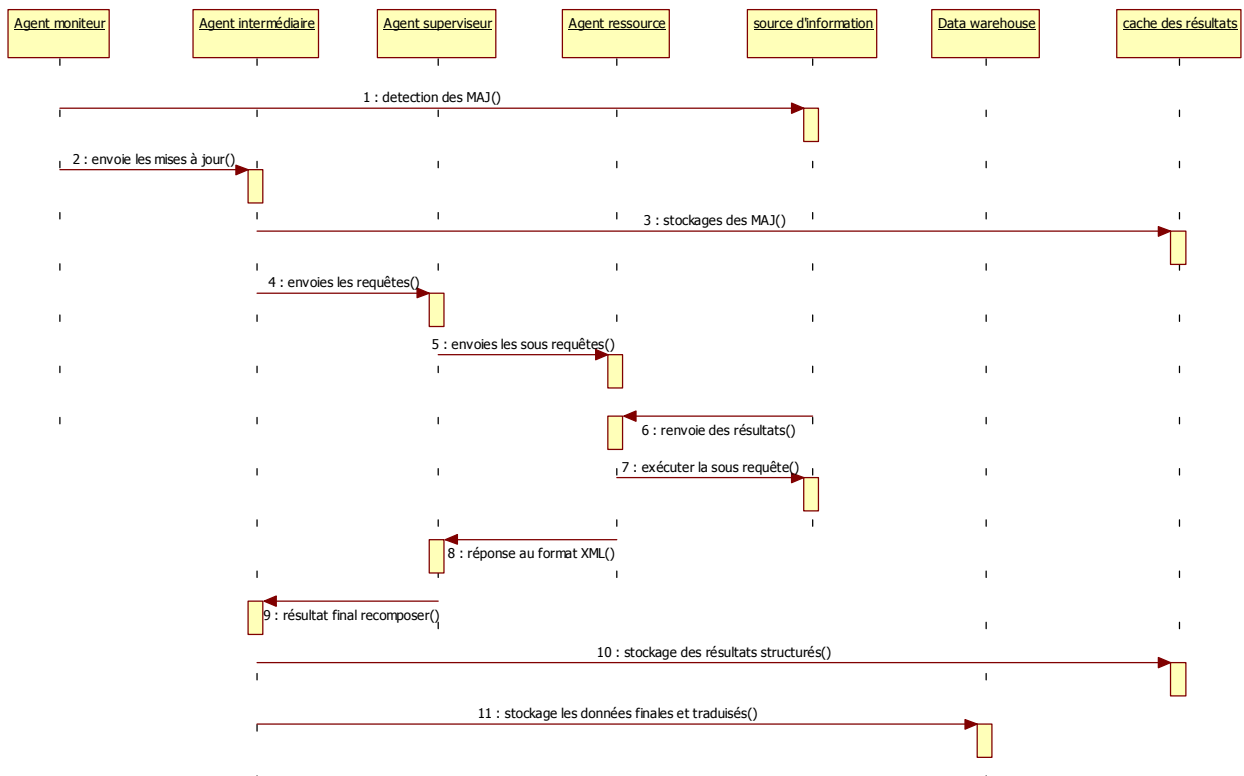 Agent moniteur
Agent intermédiaire
Agent superviseur
Agent ressource
source d'information
Data warehouse
cache des résultats
1 : detection des MAJ()
2 : envoie les mises à jour()
3 : stockages des MAJ()
4 : envoies les requêtes()
5 : envoies les sous requêtes()
6 : renvoie des résultats()
7 : exécuter la sous requête()
8 : réponse au format XML()
9 : résultat final recomposer()
10 : stockage des résultats structurés()
11 : stockage les données finales et traduisés()